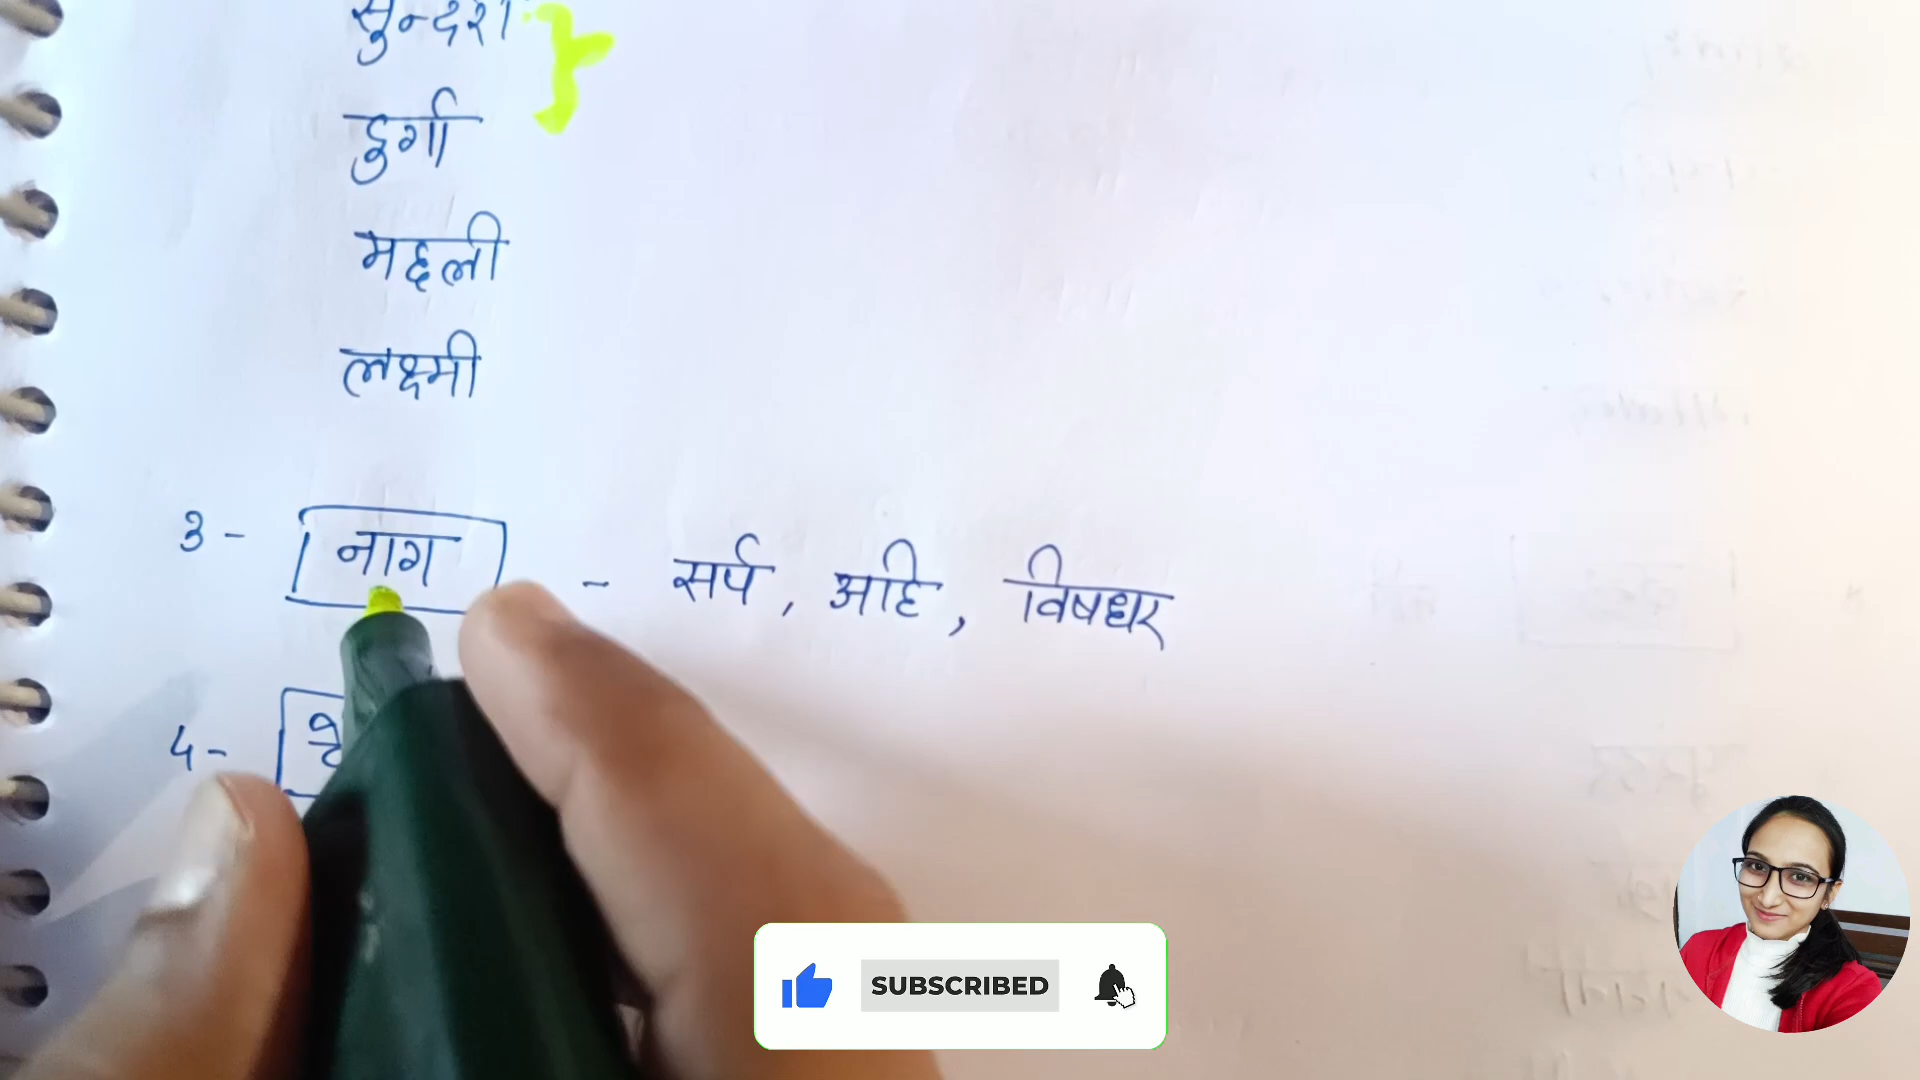 सुन्दरी
दुर्गा
मछली
लक्ष्मी
3 - नाग - सर्प, अहि, विषधर
4 -
SUBSCRIBED